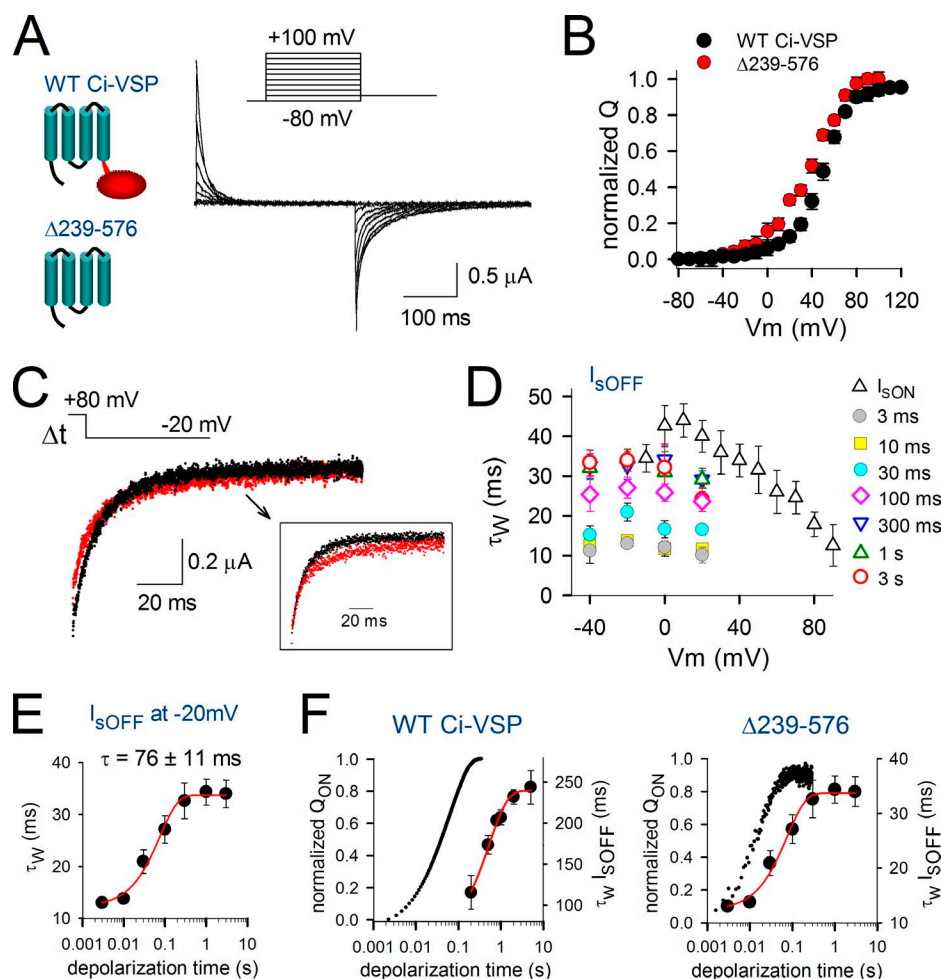 A
WT Ci-VSP
Δ239-576
+100 mV
-80 mV
0.5 μA
100 ms
B
WT Ci-VSP
Δ239-576
normalized Q
1.0
0.8
0.6
0.4
0.2
0.0
-80 -40 0 40 80 120
Vm (mV)
C
+80 mV
Δt
-20 mV
0.2 μA
20 ms
20 ms
D
IsOFF
τW (ms)
50
40
30
20
10
0
-40 0 40 80
Vm (mV)
IsON
3 ms
10 ms
30 ms
100 ms
300 ms
1 s
3 s
E
IsOFF at -20mV
τ = 76 ± 11 ms
τW (ms)
40
30
20
10
0.001 0.01 0.1 1 10
depolarization time (s)
F
WT Ci-VSP
normalized QON
1.0
0.8
0.6
0.4
0.2
0.0
250
200
150
100
τW ISOFF (ms)
0.001 0.01 0.1 1 10
depolarization time (s)
Δ239-576
normalized QON
1.0
0.8
0.6
0.4
0.2
0.0
40
30
20
10
τW ISOFF (ms)
0.001 0.01 0.1 1 10
depolarization time (s)